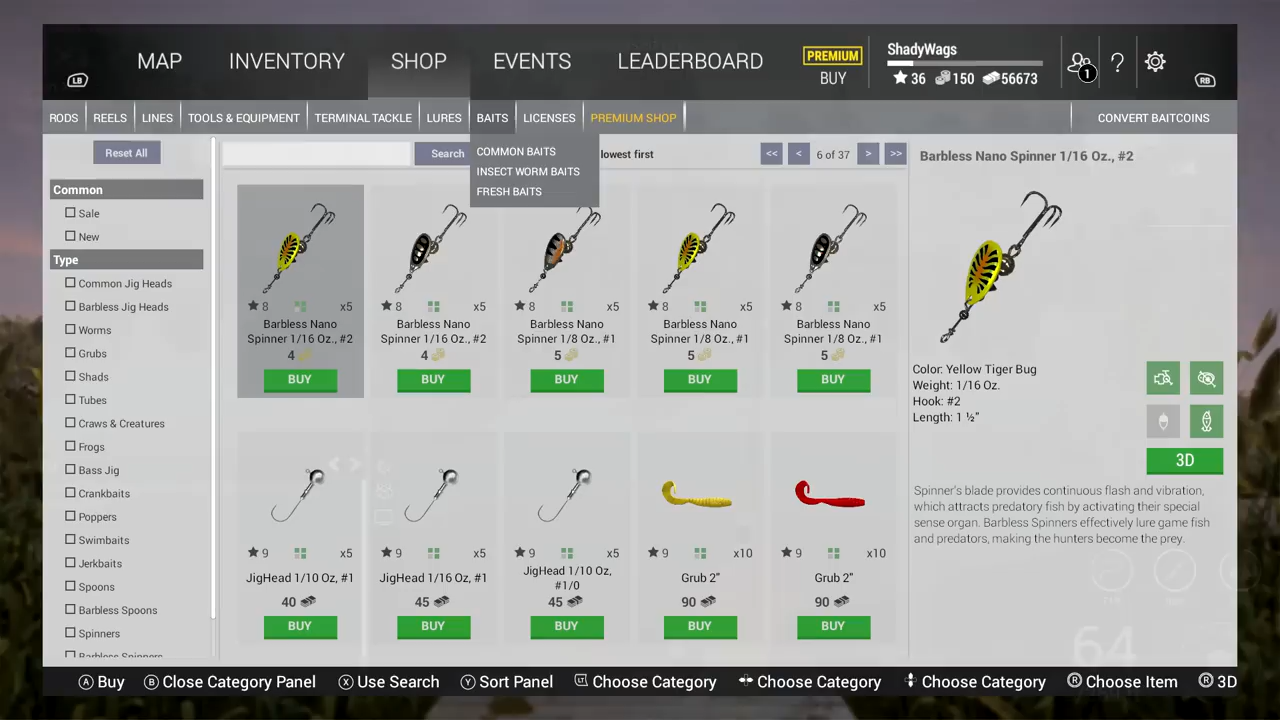 MAP INVENTORY SHOP EVENTS LEADERBOARD
PREMIUM
BUY
ShadyWags
36 150 56673
1
?
LB
RB
RODS REELS LINES TOOLS & EQUIPMENT TERMINAL TACKLE LURES BAITS LICENSES PREMIUM SHOP CONVERT BAITCOINS
COMMON BAITS
INSECT WORM BAITS
FRESH BAITS
Reset All
Search
lowest first
<< < 6 of 37 > >>
Common
Sale
New
Type
Common Jig Heads
Barbless Jig Heads
Worms
Grubs
Shads
Tubes
Craws & Creatures
Frogs
Bass Jig
Crankbaits
Poppers
Swimbaits
Jerkbaits
Spoons
Barbless Spoons
Spinners
Barbless Spinners
8 x5 8 x5 8 x5 8 x5 8 x5
Barbless Nano Barbless Nano Barbless Nano Barbless Nano Barbless Nano
Spinner 1/16 Oz., #2 Spinner 1/16 Oz., #2 Spinner 1/8 Oz., #1 Spinner 1/8 Oz., #1 Spinner 1/8 Oz., #1
4 4 5 5 5
BUY BUY BUY BUY BUY
9 x5 9 x5 9 x5 9 x10 9 x10
JigHead 1/10 Oz, #1 JigHead 1/16 Oz, #1 JigHead 1/10 Oz, #1/0 Grub 2" Grub 2"
40 45 45 90 90
BUY BUY BUY BUY BUY
Barbless Nano Spinner 1/16 Oz., #2
Color: Yellow Tiger Bug
Weight: 1/16 Oz.
Hook: #2
Length: 1 ½"
3D
Spinner's blade provides continuous flash and vibration,
which attracts predatory fish by activating their special
sense organ. Barbless Spinners effectively lure game fish
and predators, making the hunters become the prey.
64
A Buy B Close Category Panel X Use Search Y Sort Panel LT Choose Category Choose Category Choose Category R Choose Item R 3D